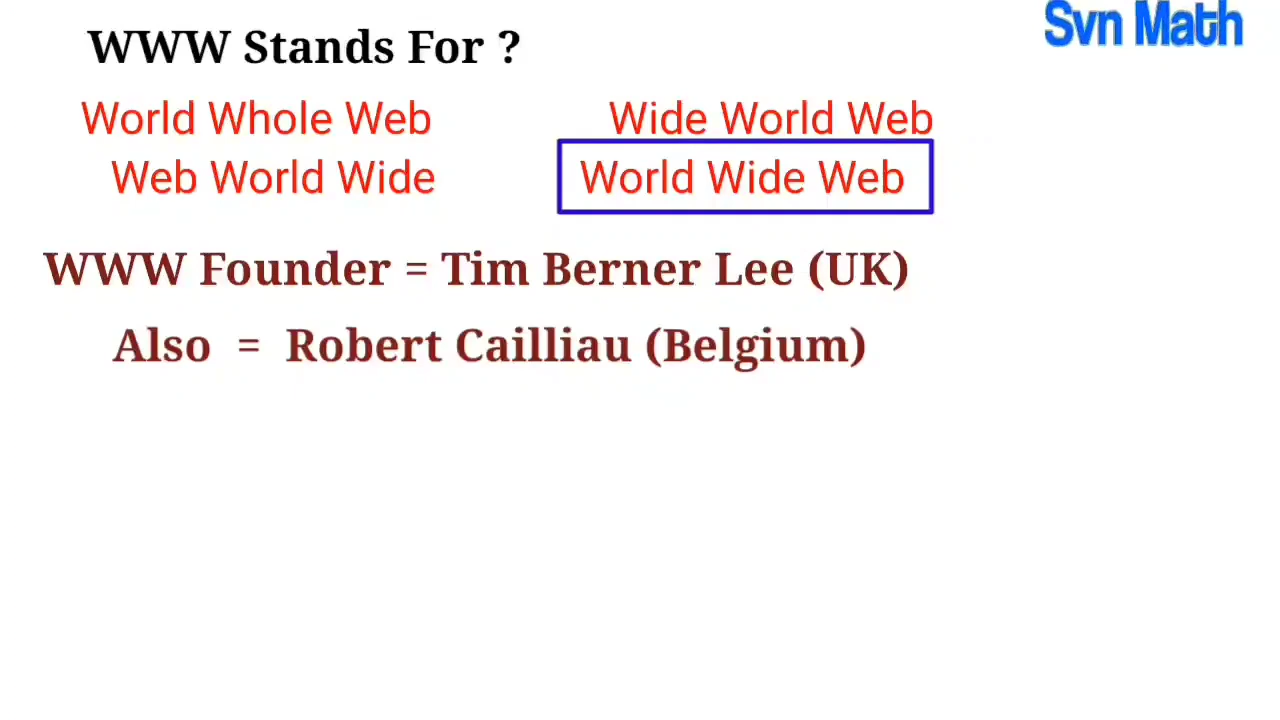 WWW Stands For ?
Svn Math
World Whole Web
Wide World Web
Web World Wide
World Wide Web
WWW Founder = Tim Berner Lee (UK)
Also = Robert Cailliau (Belgium)